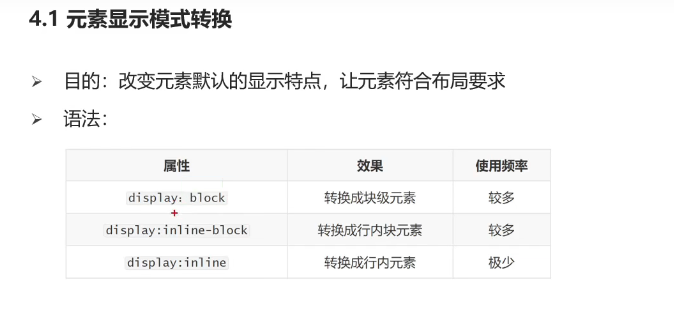 4.1 元素显示模式转换
➢ 目的：改变元素默认的显示特点，让元素符合布局要求
➢ 语法：
属性 效果 使用频率
display：block 转换成块级元素 较多
display:inline-block 转换成行内块元素 较多
display:inline 转换成行内元素 极少